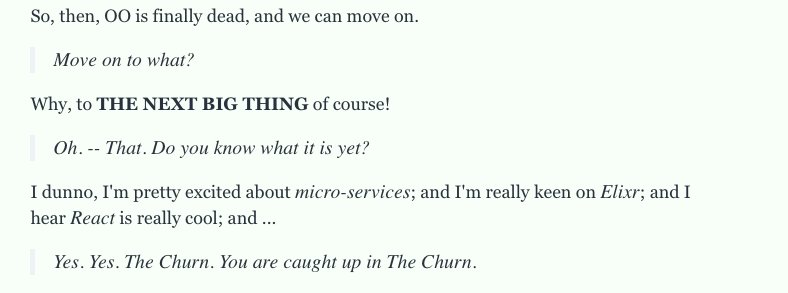 So, then, OO is finally dead, and we can move on.
Move on to what?
Why, to THE NEXT BIG THING of course!
Oh. -- That. Do you know what it is yet?
I dunno, I'm pretty excited about micro-services; and I'm really keen on Elixr; and I
hear React is really cool; and ...
Yes. Yes. The Churn. You are caught up in The Churn.